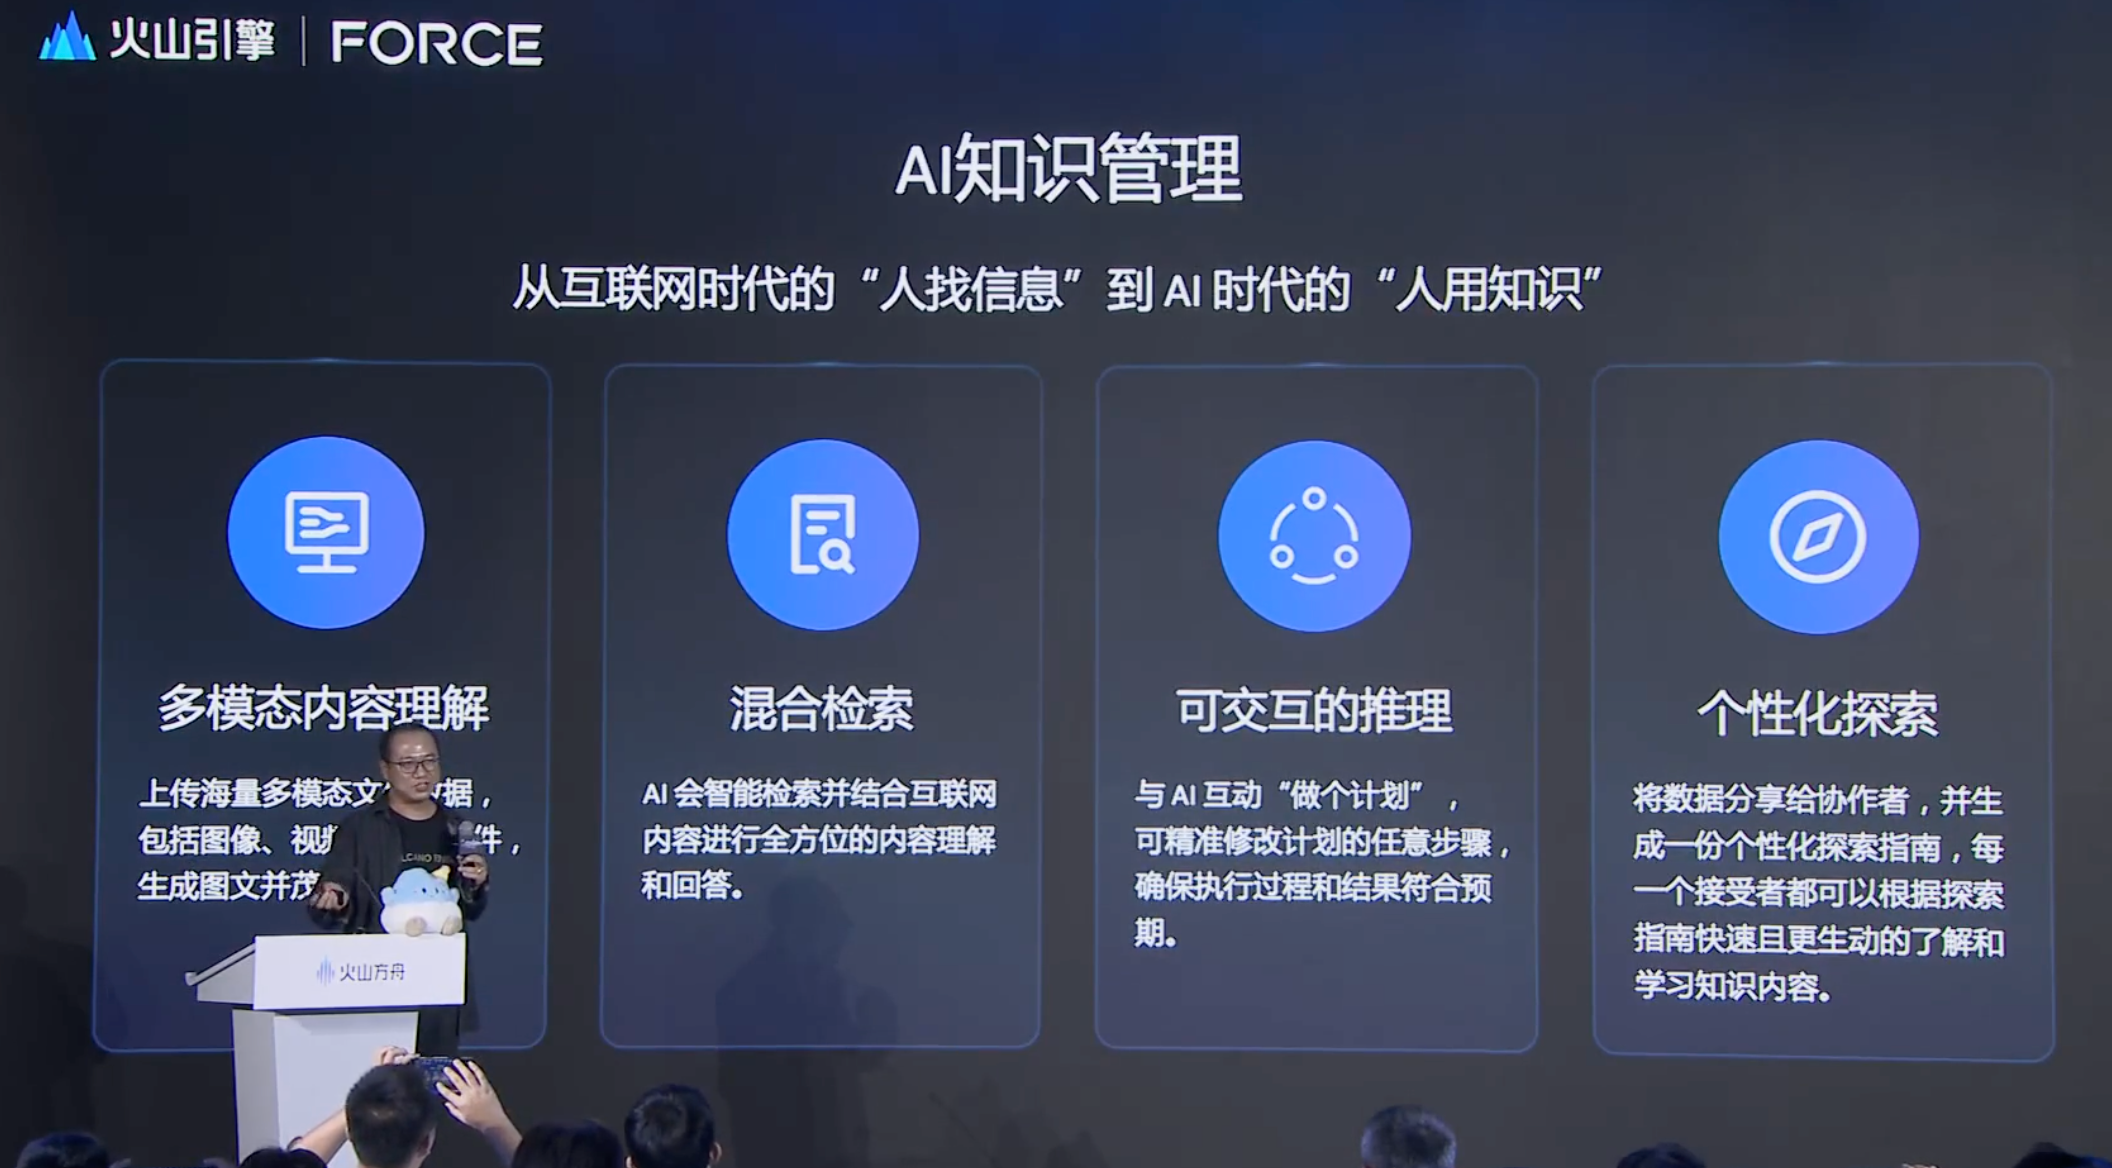 火山引擎 | FORCE
AI知识管理
从互联网时代的“人找信息”到 AI 时代的“人用知识”
多模态内容理解
上传海量多模态文 据，
包括图像、视频 件，
生成图文并茂
混合检索
AI 会智能检索并结合互联网
内容进行全方位的内容理解
和回答。
可交互的推理
与 AI 互动“做个计划”，
可精准修改计划的任意步骤，
确保执行过程和结果符合预
期。
个性化探索
将数据分享给协作者，并生
成一份个性化探索指南，每
一个接受者都可以根据探索
指南快速且更生动的了解和
学习知识内容。
火山方舟